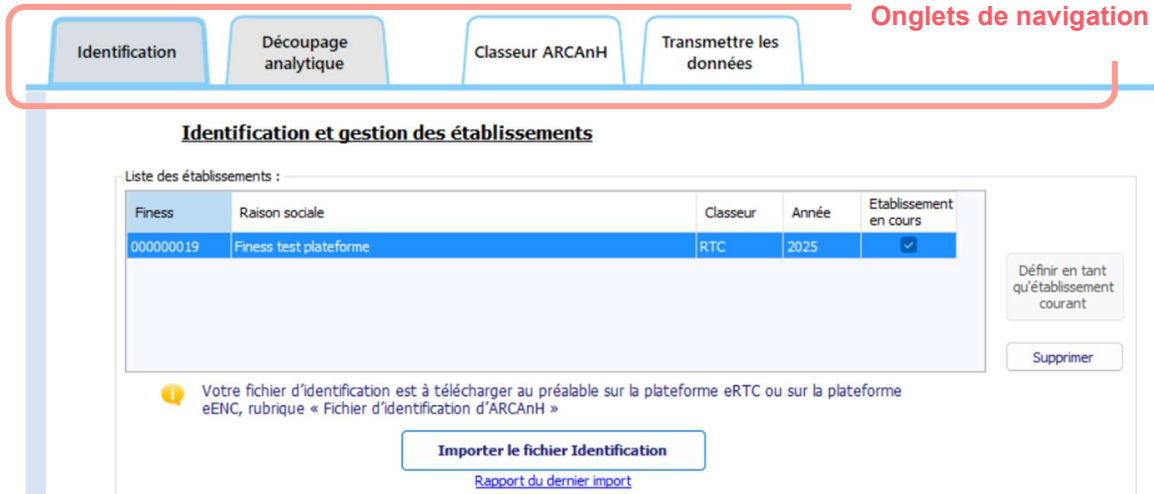 Onglets de navigation
Identification
Découpage
analytique
Classeur ARCAnH
Transmettre les
données
Identification et gestion des établissements
Liste des établissements :
Finess Raison sociale Classeur Année Etablissement
en cours
000000019 Finess test plateforme RTC 2025
Définir en tant
qu'établissement
courant
Supprimer
Votre fichier d'identification est à télécharger au préalable sur la plateforme eRTC ou sur la plateforme
eENC, rubrique « Fichier d'identification d'ARCAnH »
Importer le fichier Identification
Rapport du dernier import